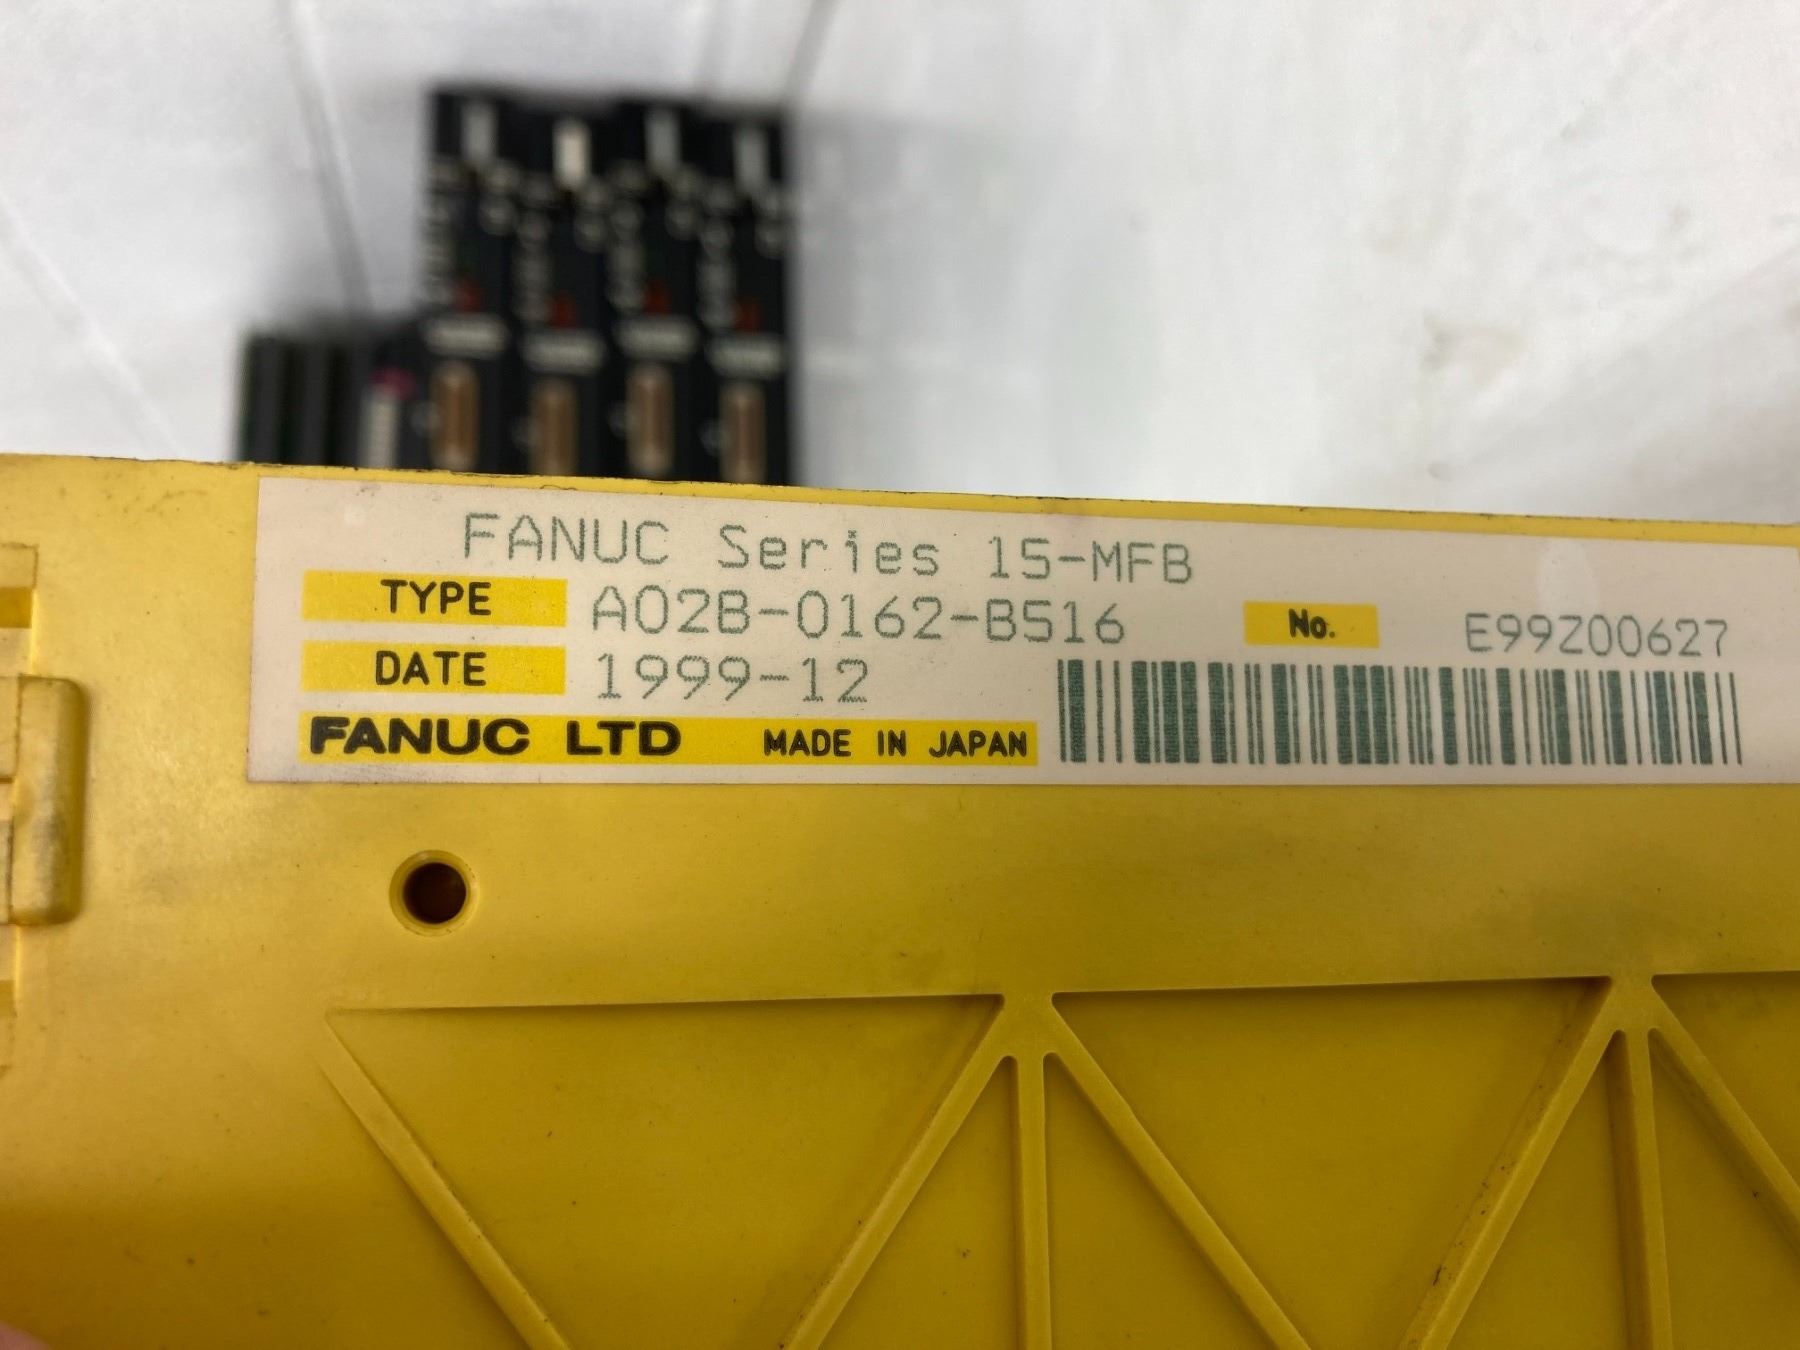 FANUC Series 15-MFB
TYPE A02B-0162-B516 No. E99Z00627
DATE 1999-12
FANUC LTD MADE IN JAPAN